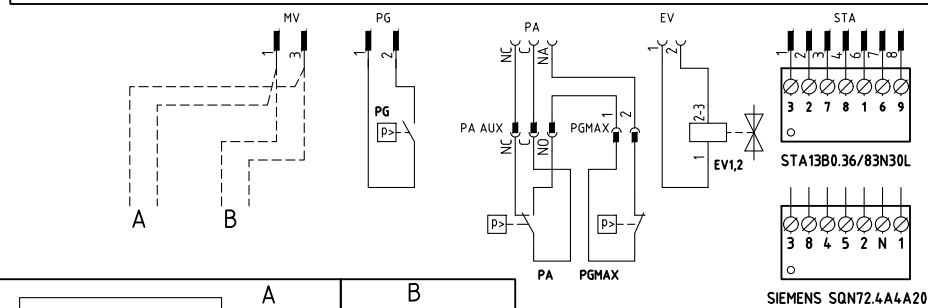 MV PG PA EV STA
1 3
1 2
NC C NA
1 2
1 2 3 4 6 7 8
3 2 7 8 1 6 9
STA13B0.36/83N30L
PG
P>
PA AUX
NC C NO
PGMAX
1 2
2-3
1
EV1,2
A B
P>
P>
PA PGMAX
3 8 4 5 2 N 1
SIEMENS SQN72.4A4A20
A B